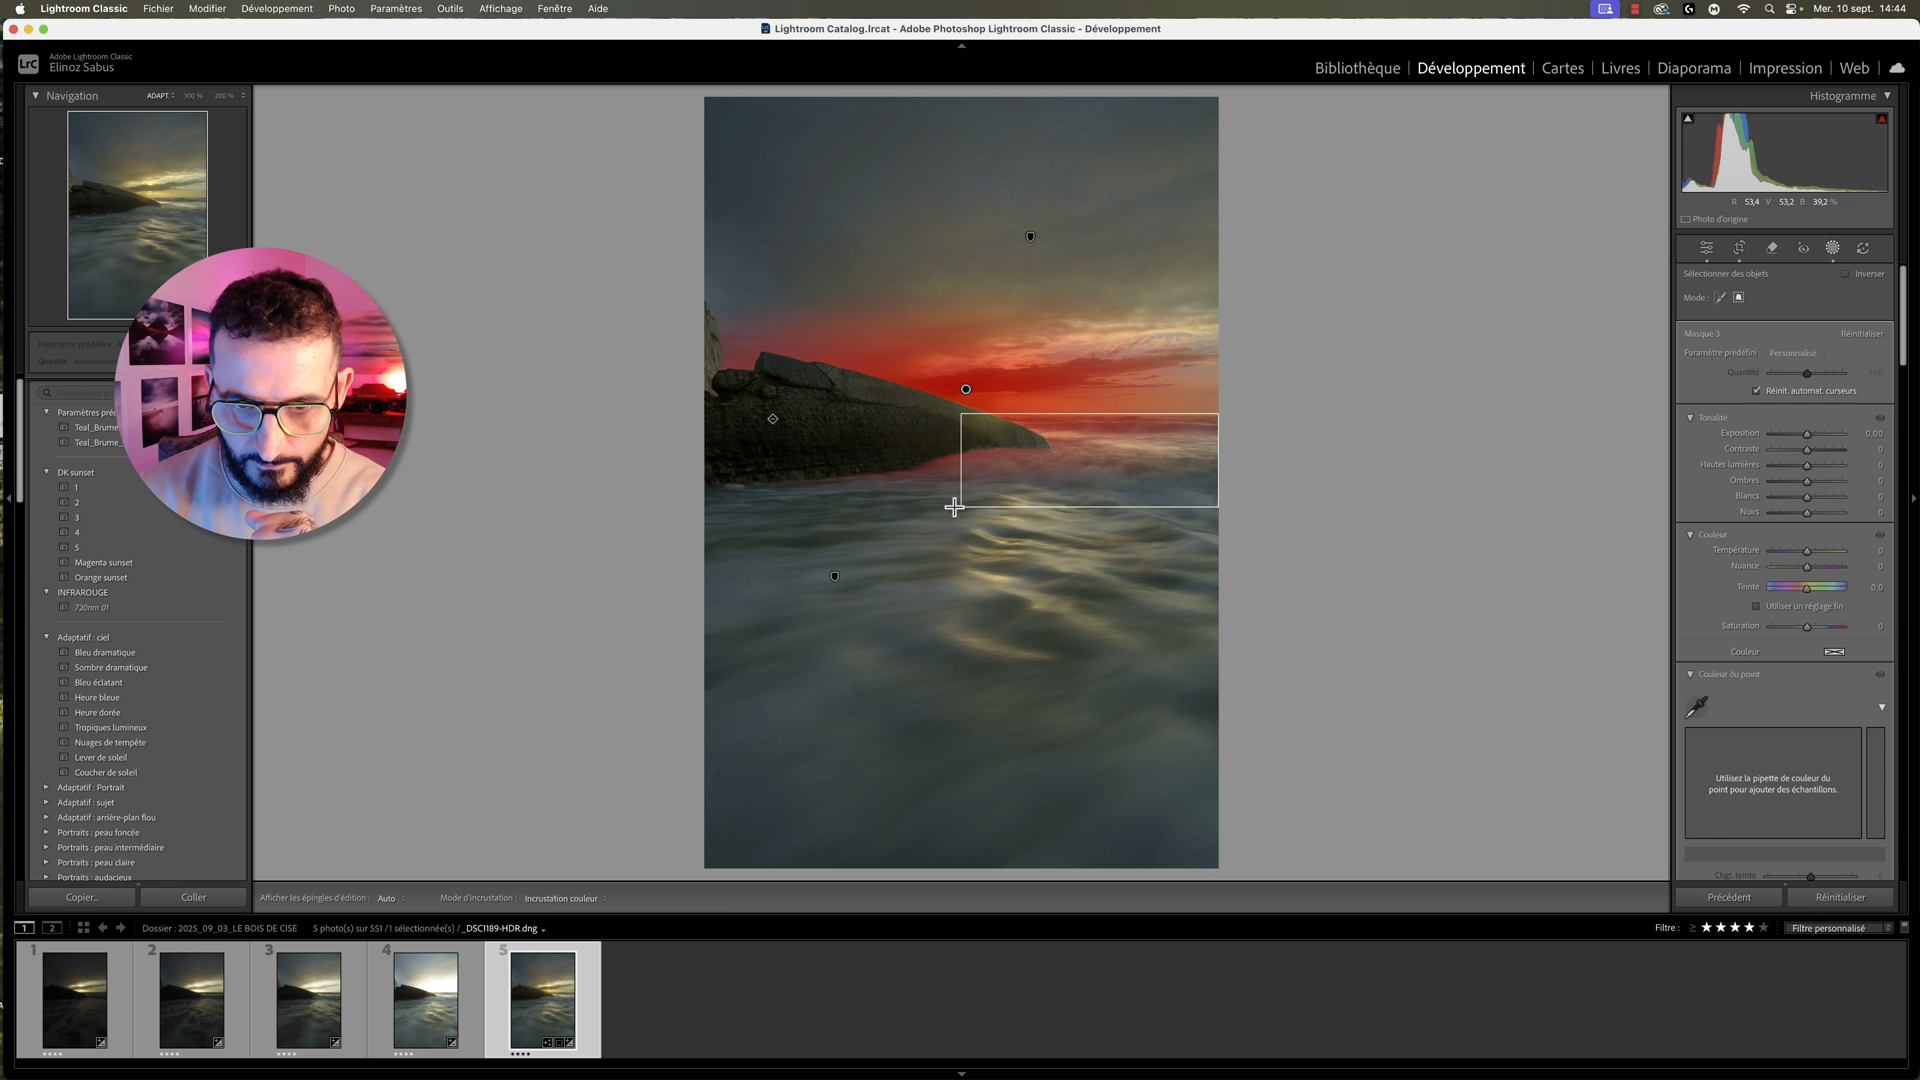 Lightroom Classic Fichier Modifier Développement Photo Paramètres Outils Affichage Fenêtre Aide Mer. 10 sept. 14:44
Lightroom Catalog.lrcat - Adobe Photoshop Lightroom Classic - Développement
LrC
Adobe Lightroom Classic
Elinoz Sabus
Bibliothèque | Développement | Cartes | Livres | Diaporama | Impression | Web
Navigation ADAPT. 100 % 200 %
Paramètre prédéfini :
Quantité
Teal_Brume
Teal_Brume_
DK sunset
1
2
3
4
5
Magenta sunset
Orange sunset
INFRAROUGE
720nm 01
Adaptatif : ciel
Bleu dramatique
Sombre dramatique
Bleu éclatant
Heure bleue
Heure dorée
Tropiques lumineux
Nuages de tempête
Lever de soleil
Coucher de soleil
Adaptatif : Portrait
Adaptatif : sujet
Adaptatif : arrière-plan flou
Portraits : peau foncée
Portraits : peau intermédiaire
Portraits : peau claire
Portraits : audacieux
Copier... Coller
Afficher les épingles d'édition : Auto Mode d'incrustation : Incrustation couleur
Histogramme
R 53,4 V 53,2 B 39,2 %
Photo d'origine
Sélectionner des objets Inverser
Mode :
Masque 3 Réinitialiser
Paramètre prédéfini : Personnalisé
Quantité 100
Réinit. automat. curseurs
Tonalité
Exposition 0,00
Contraste 0
Hautes lumières 0
Ombres 0
Blancs 0
Noirs 0
Couleur
Température 0
Nuance 0
Teinte 0,0
Utiliser un réglage fin
Saturation 0
Couleur
Couleur du point
Utilisez la pipette de couleur du
point pour ajouter des échantillons.
Chgt. teinte 0
Précédent Réinitialiser
1 2 Dossier : 2025_09_03_LE BOIS DE CISE 5 photo(s) sur 551 /1 sélectionnée(s) /_DSC1189-HDR.dng Filtre : ≥ ★★★★★ Filtre personnalisé
1 2 3 4 5